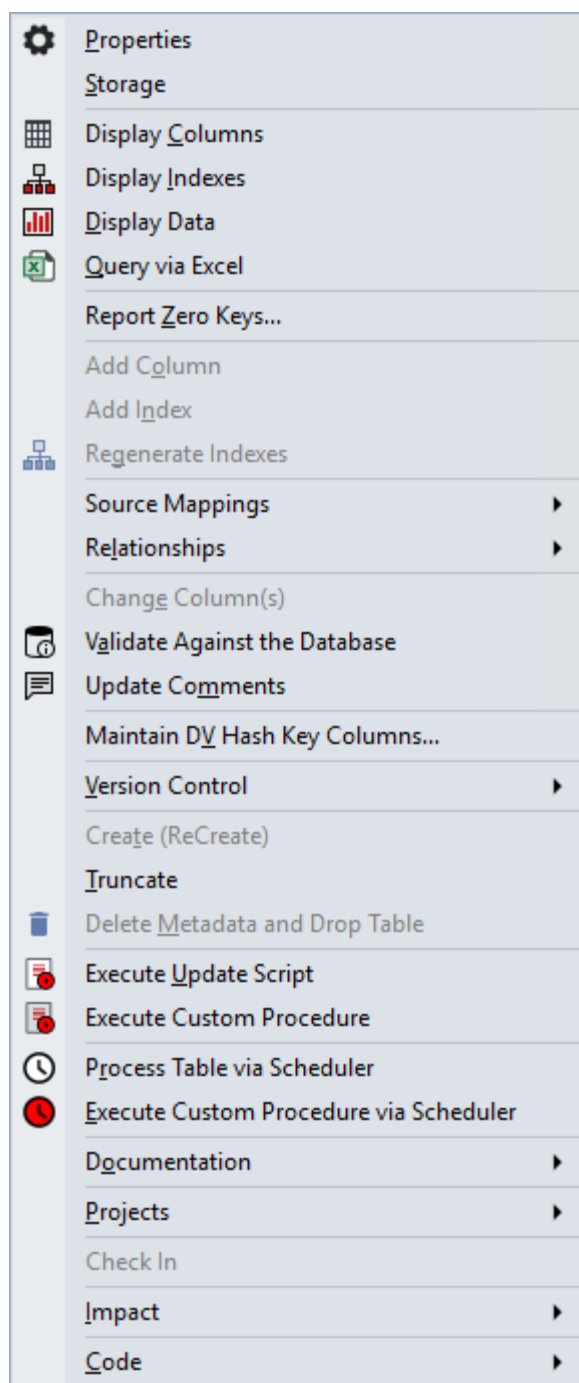 Properties
Storage
Display Columns
Display Indexes
Display Data
Query via Excel
Report Zero Keys...
Add Column
Add Index
Regenerate Indexes
Source Mappings
Relationships
Change Column(s)
Validate Against the Database
Update Comments
Maintain DV Hash Key Columns...
Version Control
Create (ReCreate)
Truncate
Delete Metadata and Drop Table
Execute Update Script
Execute Custom Procedure
Process Table via Scheduler
Execute Custom Procedure via Scheduler
Documentation
Projects
Check In
Impact
Code